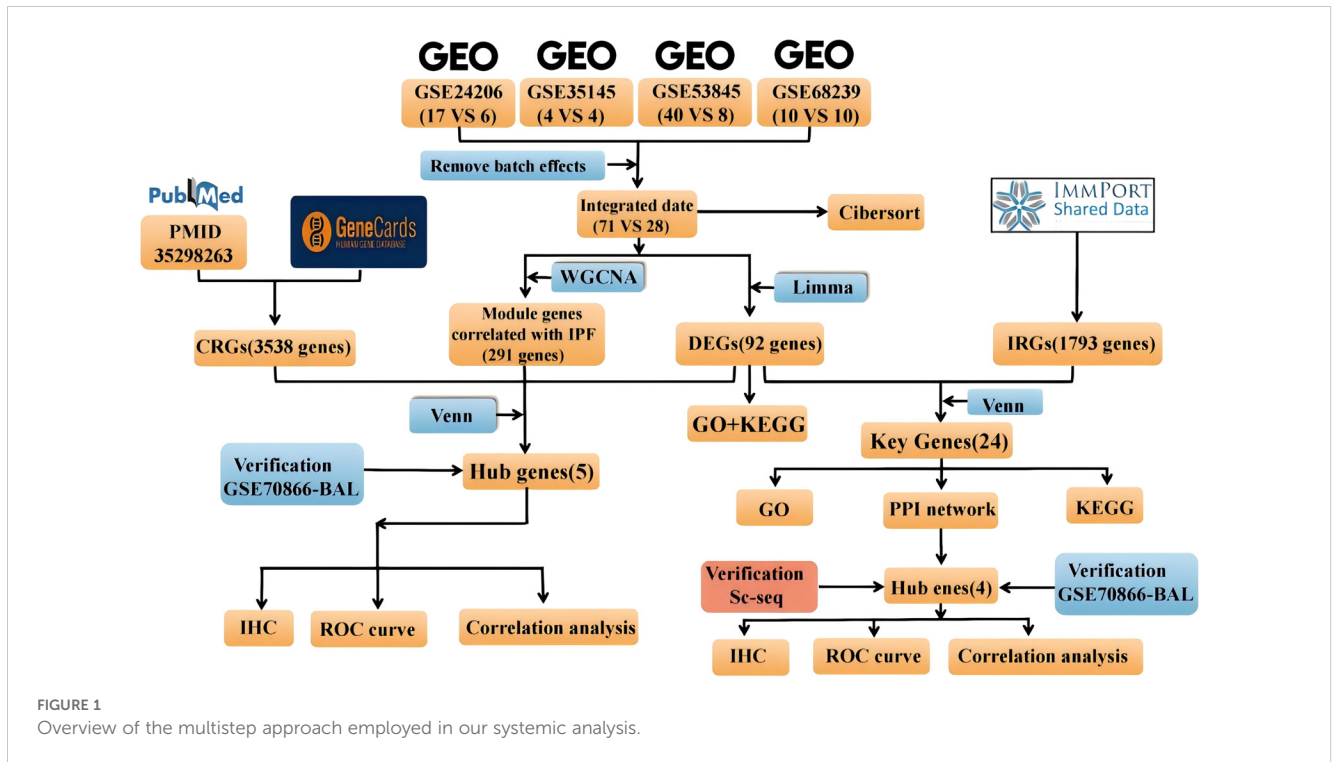 GEO GEO GEO GEO
GSE24206
(17 VS 6)
GSE35145
(4 VS 4)
GSE53845
(40 VS 8)
GSE68239
(10 VS 10)
Remove batch effects
PubMed
PMID
35298263
GeneCards
HUMAN GENE DATABASE
Integrated date
(71 VS 28)
Cibersort
IMMPORT
Shared Data
WGCNA
Limma
CRGs(3538 genes)
Module genes
correlated with IPF
(291 genes)
DEGs(92 genes)
IRGs(1793 genes)
Venn
GO+KEGG
Venn
Key Genes(24)
Verification
GSE70866-BAL
Hub genes(5)
GO
PPI network
KEGG
Verification
Sc-seq
Hub enes(4)
Verification
GSE70866-BAL
IHC
ROC curve
Correlation analysis
IHC
ROC curve
Correlation analysis
FIGURE 1
Overview of the multistep approach employed in our systemic analysis.